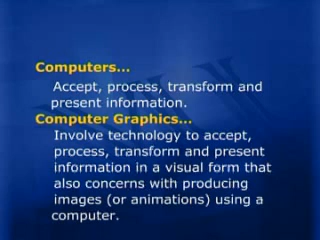 Computers...
Accept, process, transform and
present information.
Computer Graphics...
Involve technology to accept,
process, transform and present
information in a visual form that
also concerns with producing
images (or animations) using a
computer.